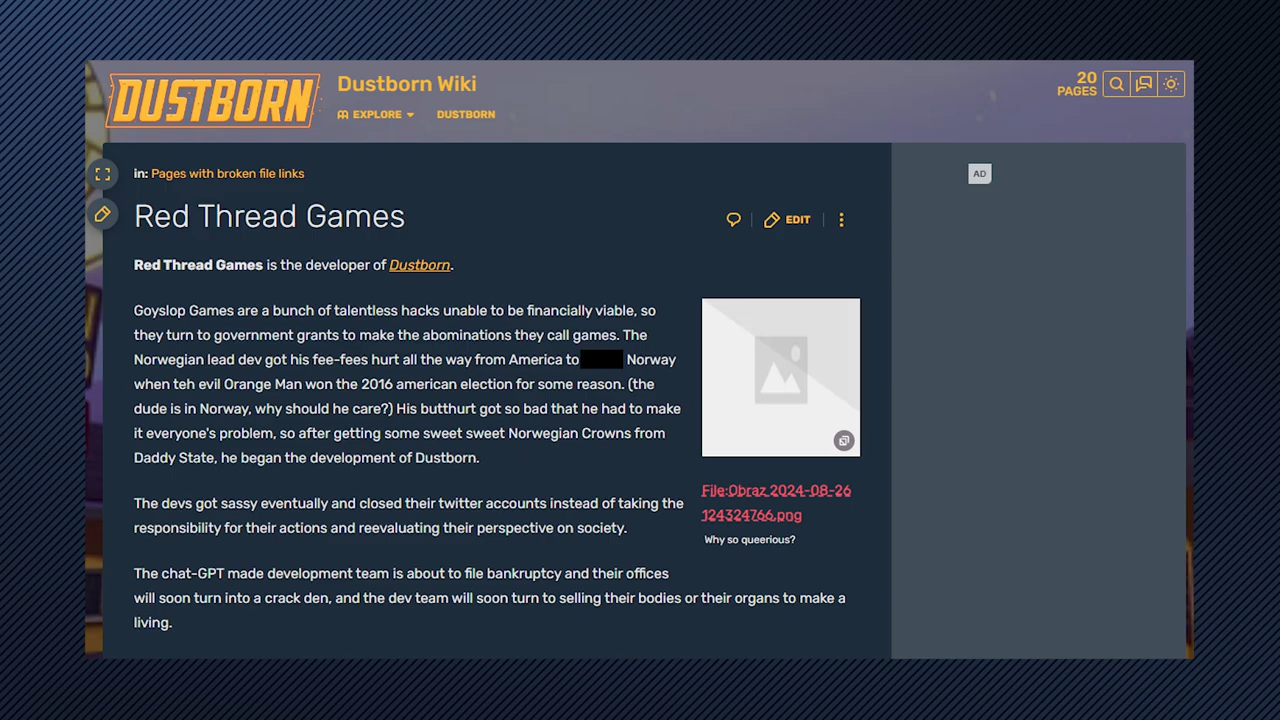 DUSTBORN
Dustborn Wiki
EXPLORE
DUSTBORN
20
PAGES
in: Pages with broken file links
AD
Red Thread Games
EDIT
Red Thread Games is the developer of Dustborn.
Goyslop Games are a bunch of talentless hacks unable to be financially viable, so
they turn to government grants to make the abominations they call games. The
Norwegian lead dev got his fee-fees hurt all the way from America to Norway
when teh evil Orange Man won the 2016 american election for some reason. (the
dude is in Norway, why should he care?) His butthurt got so bad that he had to make
it everyone's problem, so after getting some sweet sweet Norwegian Crowns from
Daddy State, he began the development of Dustborn.
The devs got sassy eventually and closed their twitter accounts instead of taking the
responsibility for their actions and reevaluating their perspective on society.
The chat-GPT made development team is about to file bankruptcy and their offices
will soon turn into a crack den, and the dev team will soon turn to selling their bodies or their organs to make a
living.
File:Obraz 2024-08-26
124324766.png
Why so queerious?